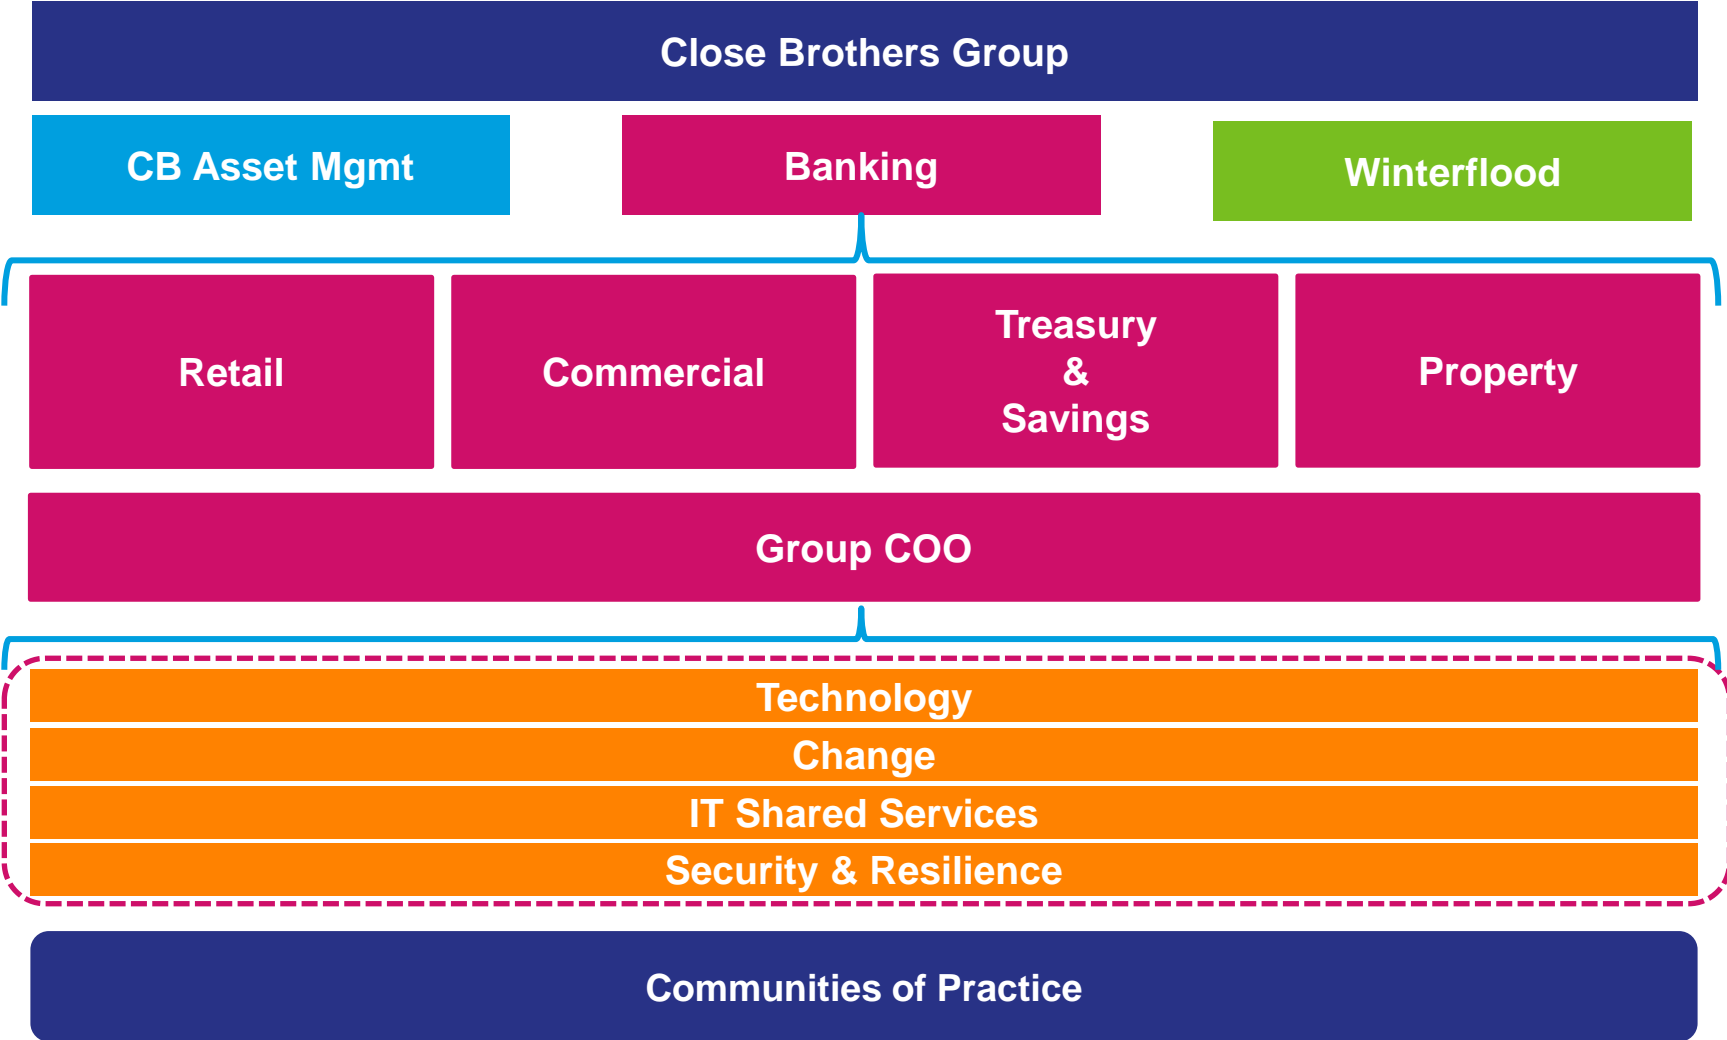 Close Brothers Group
CB Asset Mgmt
Banking
Winterflood
Retail
Commercial
Treasury
&
Savings
Property
Group COO
Technology
Change
IT Shared Services
Security & Resilience
Communities of Practice